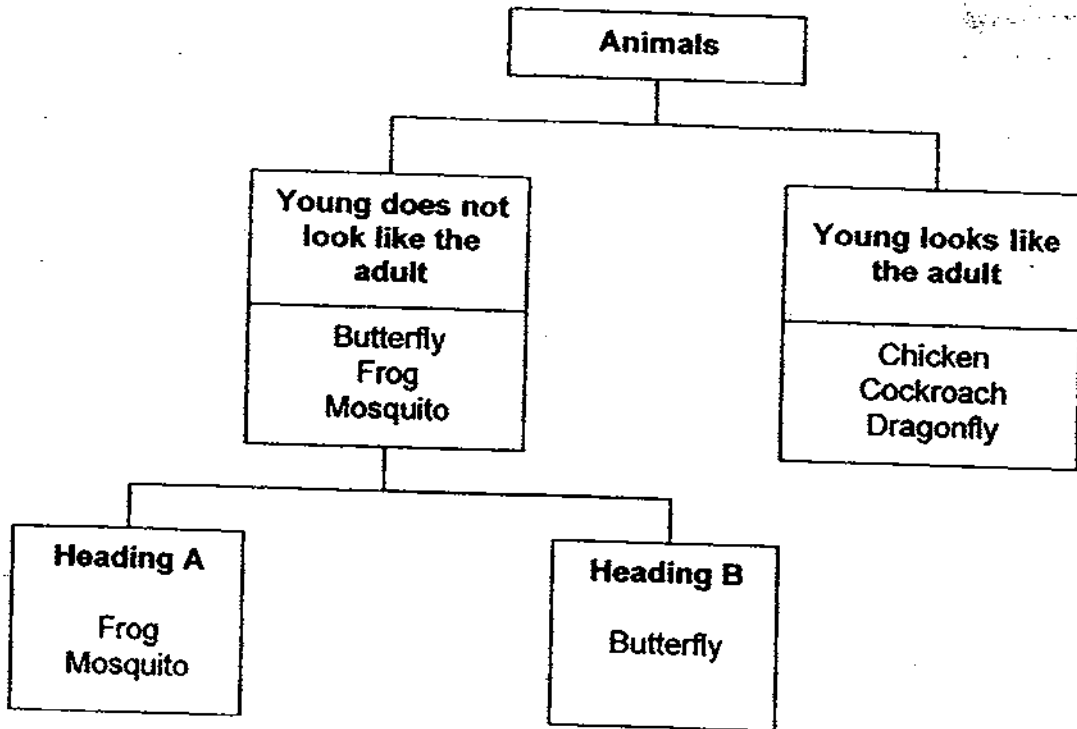 Animals
Young does not
look like the
adult
Butterfly
Frog
Mosquito
Young looks like
the adult
Chicken
Cockroach
Dragonfly
Heading A
Frog
Mosquito
Heading B
Butterfly